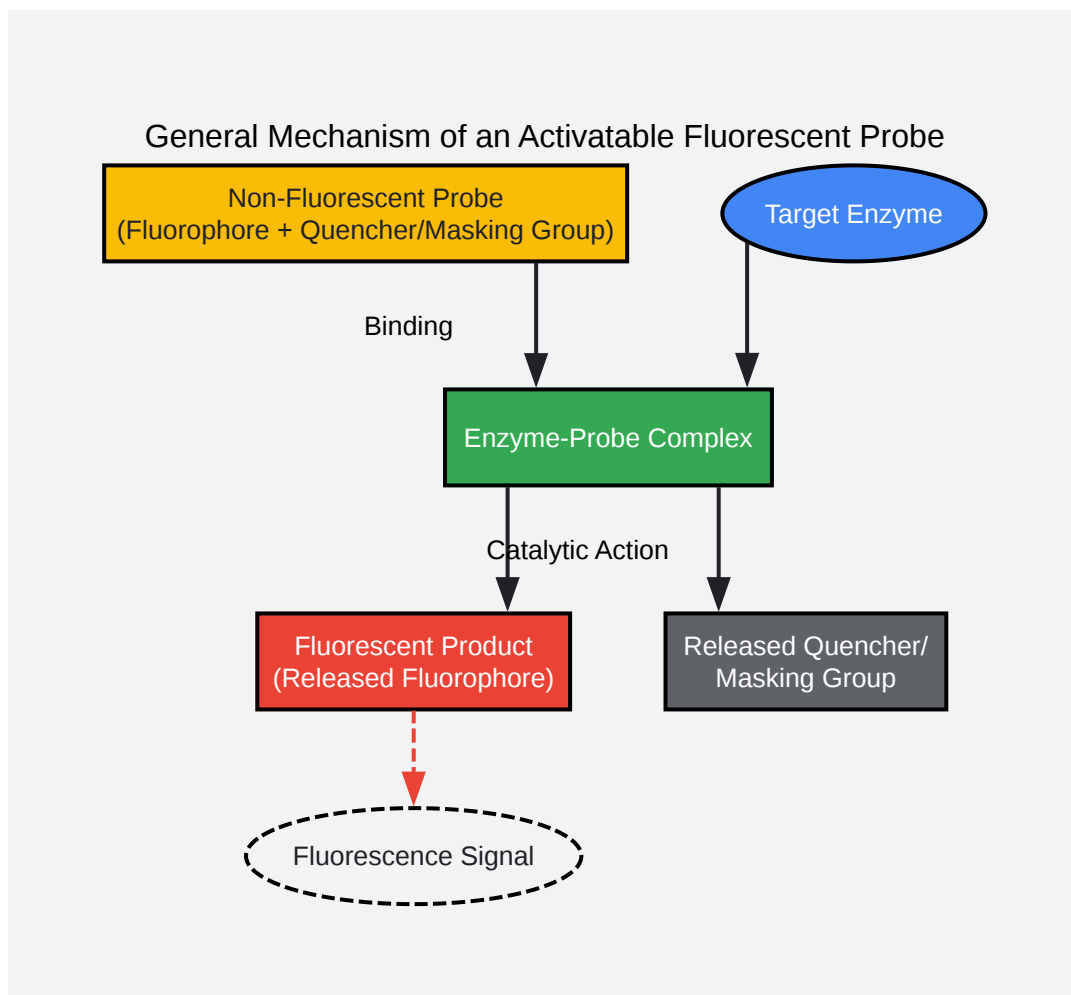 General Mechanism of an Activatable Fluorescent Probe
Non-Fluorescent Probe
(Fluorophore + Quencher/Masking Group)
Target Enzyme
Binding
Enzyme-Probe Complex
Catalytic Action
Fluorescent Product
(Released Fluorophore)
Released Quencher/
Masking Group
Fluorescence Signal